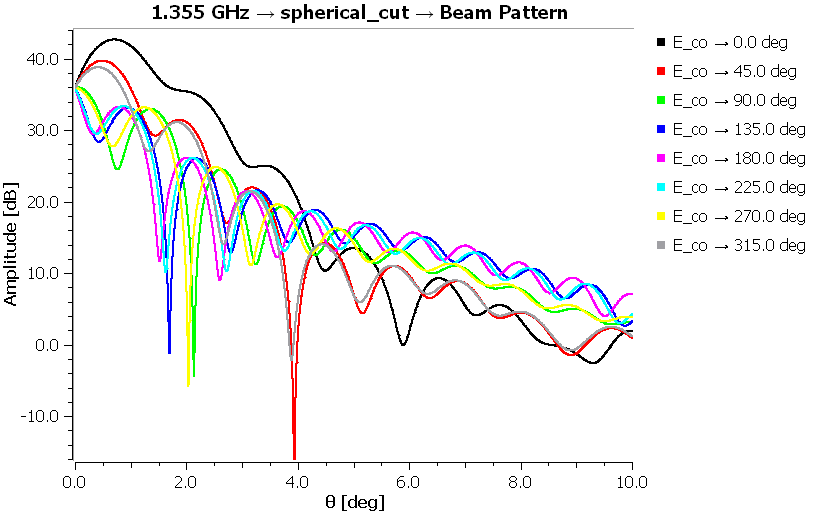 1.355 GHz → spherical_cut → Beam Pattern
Amplitude [dB]
40.0
30.0
20.0
10.0
0.0
-10.0
0.0 2.0 4.0 6.0 8.0 10.0
θ [deg]
E_co → 0.0 deg
E_co → 45.0 deg
E_co → 90.0 deg
E_co → 135.0 deg
E_co → 180.0 deg
E_co → 225.0 deg
E_co → 270.0 deg
E_co → 315.0 deg